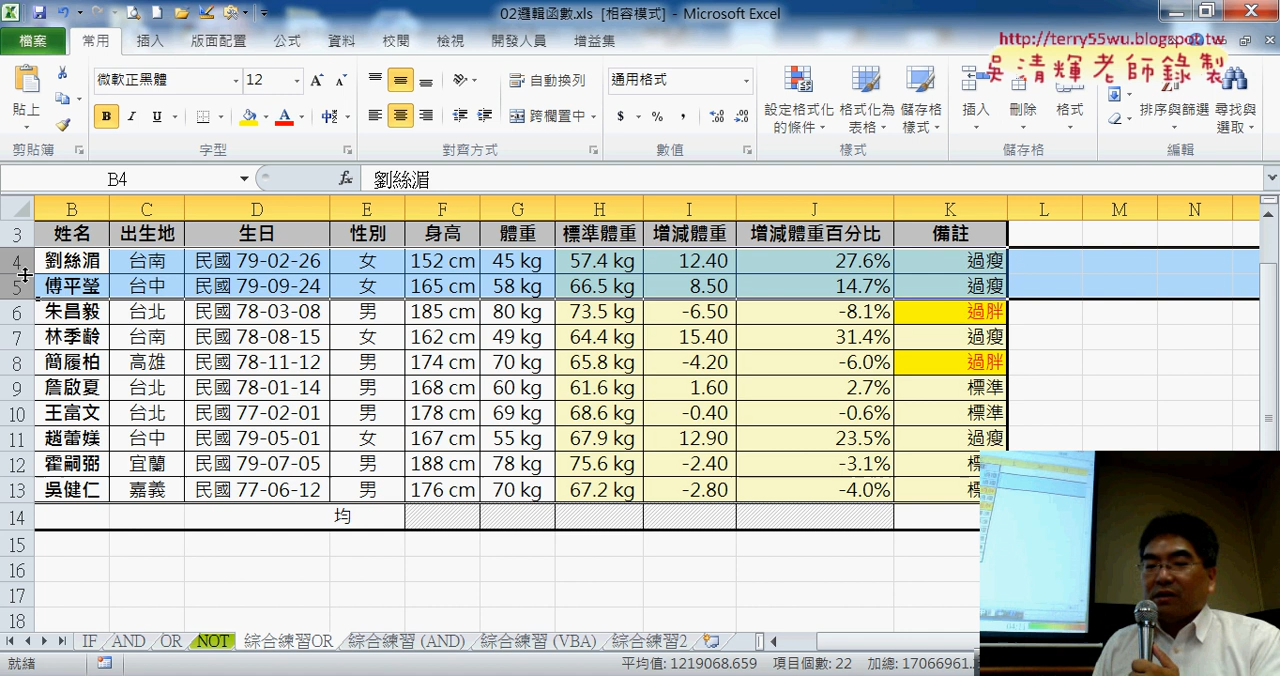 02邏輯函數.xls [相容模式] - Microsoft Excel
檔案 常用 插入 版面配置 公式 資料 校閱 檢視 開發人員 增益集
http://terry55wu.blogspot.tw
吳清輝老師錄製
微軟正黑體 12 自動換列 通用格式
貼上 B I U 中 跨欄置中 $ % , 設定格式化的條件 格式化為表格 儲存格樣式 插入 刪除 格式 排序與篩選 尋找與選取
剪貼簿 字型 對齊方式 數值 樣式 儲存格 編輯
B4 fx 劉絲湄
B C D E F G H I J K L M N
3 姓名 出生地 生日 性別 身高 體重 標準體重 增減體重 增減體重百分比 備註
4 劉絲湄 台南 民國 79-02-26 女 152 cm 45 kg 57.4 kg 12.40 27.6% 過瘦
5 傅平瑩 台中 民國 79-09-24 女 165 cm 58 kg 66.5 kg 8.50 14.7% 過瘦
6 朱昌毅 台北 民國 78-03-08 男 185 cm 80 kg 73.5 kg -6.50 -8.1% 過胖
7 林季齡 台南 民國 78-08-15 女 162 cm 49 kg 64.4 kg 15.40 31.4% 過瘦
8 簡履柏 高雄 民國 78-11-12 男 174 cm 70 kg 65.8 kg -4.20 -6.0% 過胖
9 詹啟夏 台北 民國 78-01-14 男 168 cm 60 kg 61.6 kg 1.60 2.7% 標準
10 王富文 台北 民國 77-02-01 男 178 cm 69 kg 68.6 kg -0.40 -0.6% 標準
11 趙蕾媄 台中 民國 79-05-01 女 167 cm 55 kg 67.9 kg 12.90 23.5% 過瘦
12 霍嗣弼 宜蘭 民國 79-07-05 男 188 cm 78 kg 75.6 kg -2.40 -3.1%
13 吳健仁 嘉義 民國 77-06-12 男 176 cm 70 kg 67.2 kg -2.80 -4.0%
14 均
15
16
17
18
IF AND OR NOT 綜合練習OR 綜合練習 (AND) 綜合練習 (VBA) 綜合練習2
就緒 平均值: 1219068.659 項目個數: 22 加總: 17066961.